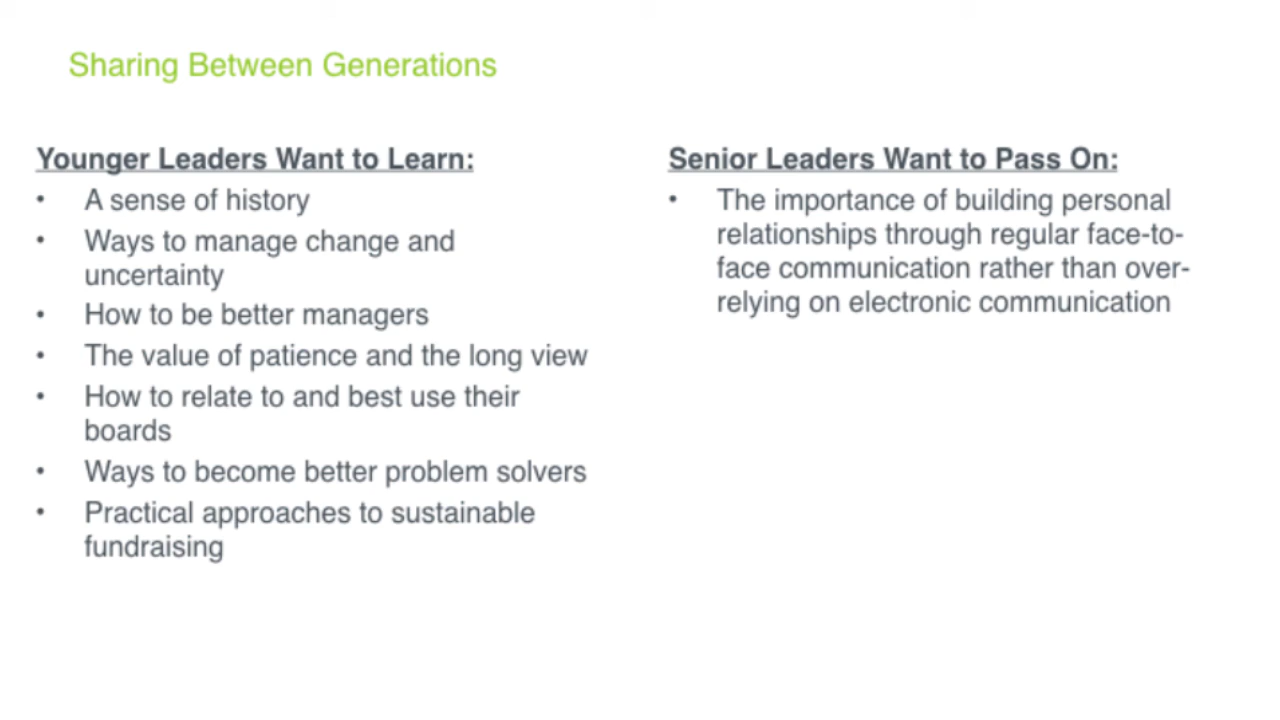 Sharing Between Generations
Younger Leaders Want to Learn:
• A sense of history
• Ways to manage change and
uncertainty
• How to be better managers
• The value of patience and the long view
• How to relate to and best use their
boards
• Ways to become better problem solvers
• Practical approaches to sustainable
fundraising
Senior Leaders Want to Pass On:
• The importance of building personal
relationships through regular face-to-
face communication rather than over-
relying on electronic communication